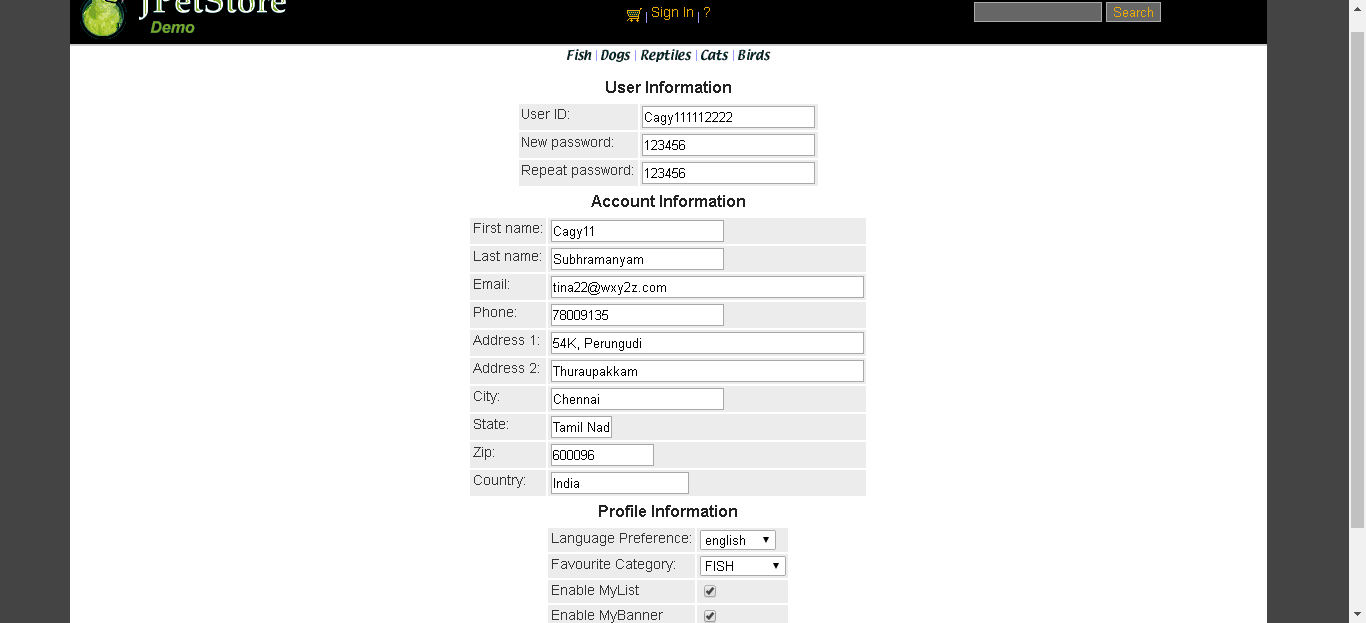 JPetStore
Demo
Sign In | ?
Search
Fish | Dogs | Reptiles | Cats | Birds
User Information
User ID: Cagy111112222
New password: 123456
Repeat password: 123456
Account Information
First name: Cagy11
Last name: Subhramanyam
Email: tina22@wxy2z.com
Phone: 78009135
Address 1: 54K, Perungudi
Address 2: Thuraupakkam
City: Chennai
State: Tamil Nad
Zip: 600096
Country: India
Profile Information
Language Preference: english
Favourite Category: FISH
Enable MyList
Enable MyBanner